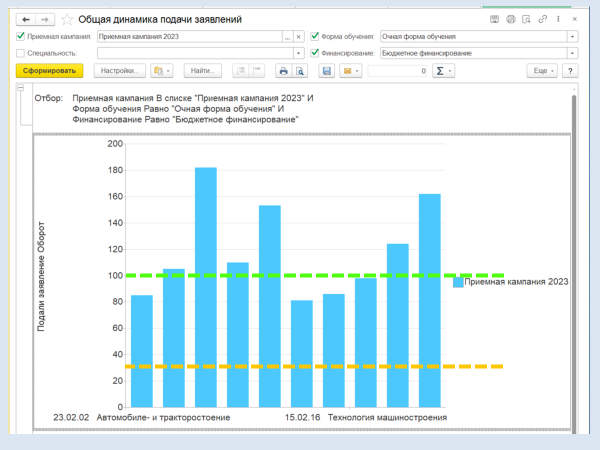 Общая динамика подачи заявлений
Приемная кампания: Приемная кампания 2023 ... × Форма обучения: Очная форма обучения
Специальность: Финансирование: Бюджетное финансирование
Сформировать Настройки... Найти... 0 Σ Еще ?
Отбор: Приемная кампания В списке "Приемная кампания 2023" И
Форма обучения Равно "Очная форма обучения" И
Финансирование Равно "Бюджетное финансирование"
Подали заявление Оборот
200
180
160
140
120
100
80
60
40
20
0
Приемная кампания 2023
23.02.02 Автомобиле- и тракторостоение 15.02.16 Технология машиностроения